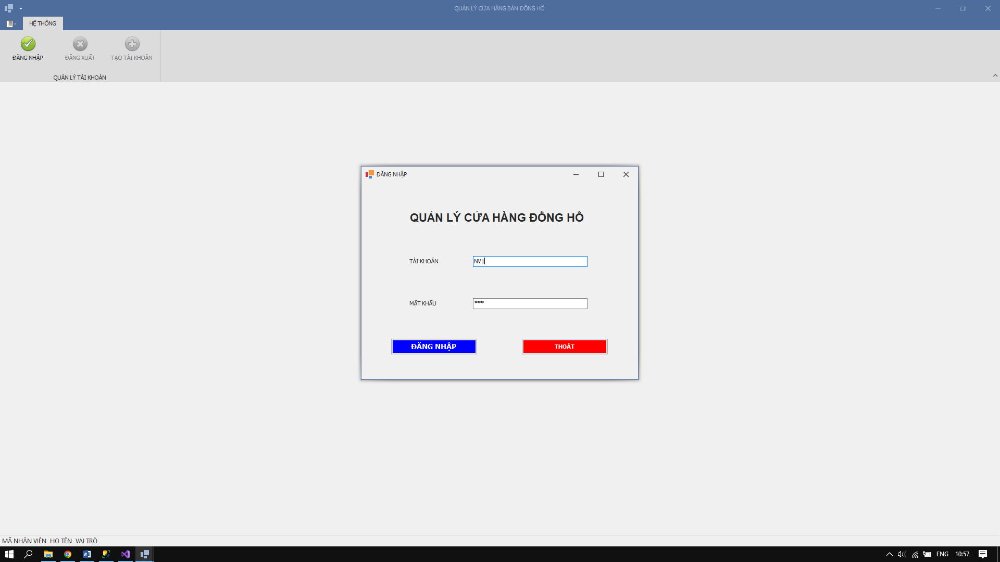 QUẢN LÝ CỬA HÀNG BÁN ĐỒNG HỒ
HỆ THỐNG
ĐĂNG NHẬP
ĐĂNG XUẤT
TẠO TÀI KHOẢN
QUẢN LÝ TÀI KHOẢN
ĐĂNG NHẬP
QUẢN LÝ CỬA HÀNG ĐỒNG HỒ
TÀI KHOẢN
NV1
MẬT KHẨU
***
ĐĂNG NHẬP
THOÁT
MÃ NHÂN VIÊN HỌ TÊN VAI TRÒ
ENG
10:57